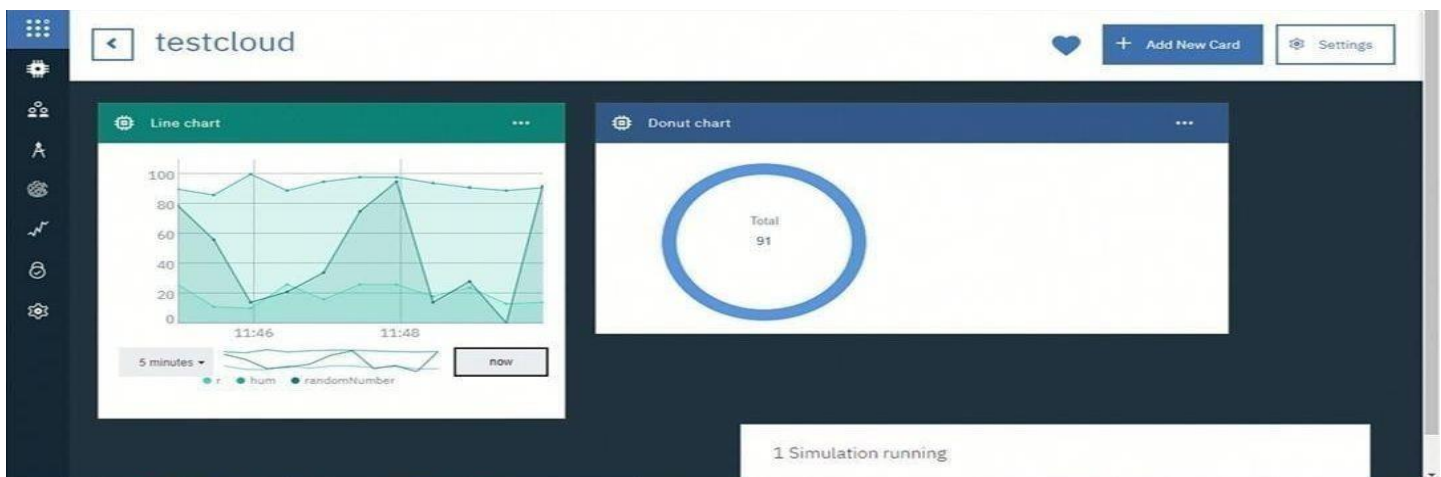 testcloud
+ Add New Card
Settings
Line chart
...
100
80
60
40
20
0
11:46
11:48
5 minutes
now
r
hum
randomNumber
Donut chart
...
Total
91
1 Simulation running